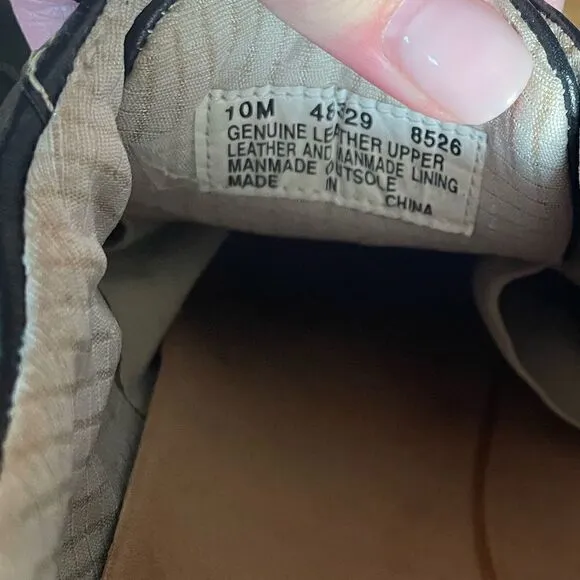 10M 48329 8526
GENUINE LEATHER UPPER
LEATHER AND MANMADE LINING
MANMADE OUTSOLE
MADE IN CHINA